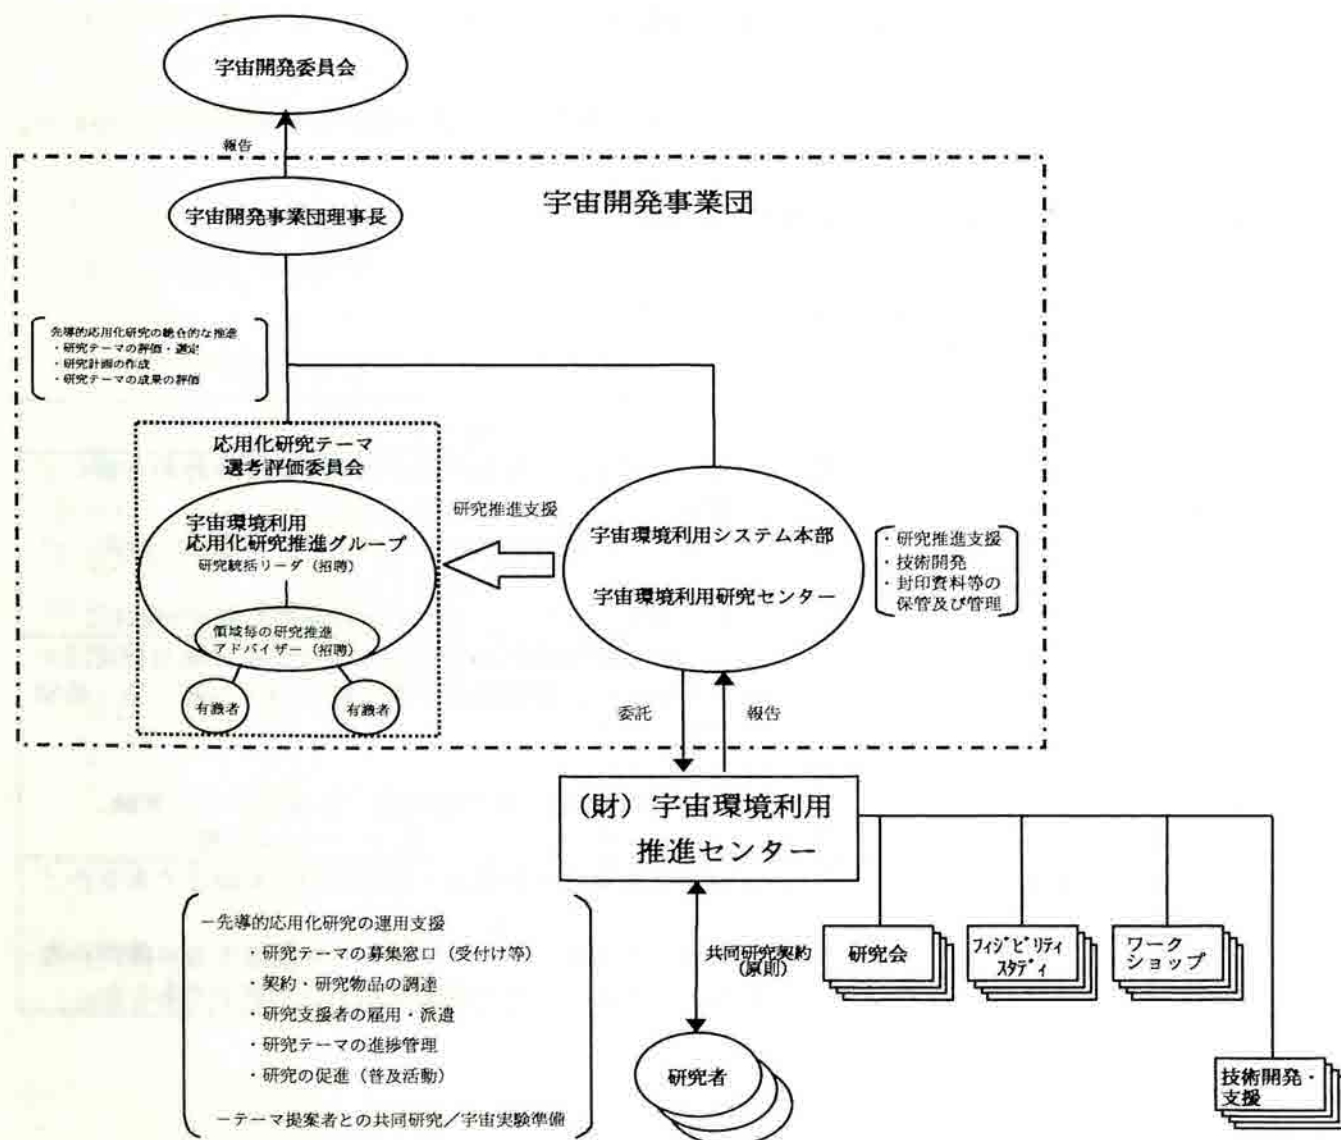 宇宙開発委員会
報告
宇宙開発事業団
宇宙開発事業団理事長
先導的応用化研究の総合的な推進
・研究テーマの評価・選定
・研究計画の作成
・研究テーマの成果の評価
応用化研究テーマ
選考評価委員会
宇宙環境利用
応用化研究推進グループ
研究統括リーダ（招聘）
領域毎の研究推進
アドバイザー（招聘）
有識者
有識者
研究推進支援
宇宙環境利用システム本部
宇宙環境利用研究センター
・研究推進支援
・技術開発
・封印資料等の
保管及び管理
委託
報告
（財）宇宙環境利用
推進センター
－先導的応用化研究の運用支援
・研究テーマの募集窓口（受付け等）
・契約・研究物品の調達
・研究支援者の雇用・派遣
・研究テーマの進捗管理
・研究の促進（普及活動）
－テーマ提案者との共同研究／宇宙実験準備
共同研究契約
（原則）
研究者
研究会
ﾌｨｼﾞﾋﾞﾘﾃｨ
ｽﾀﾃﾞｨ
ワーク
ショップ
技術開発・
支援